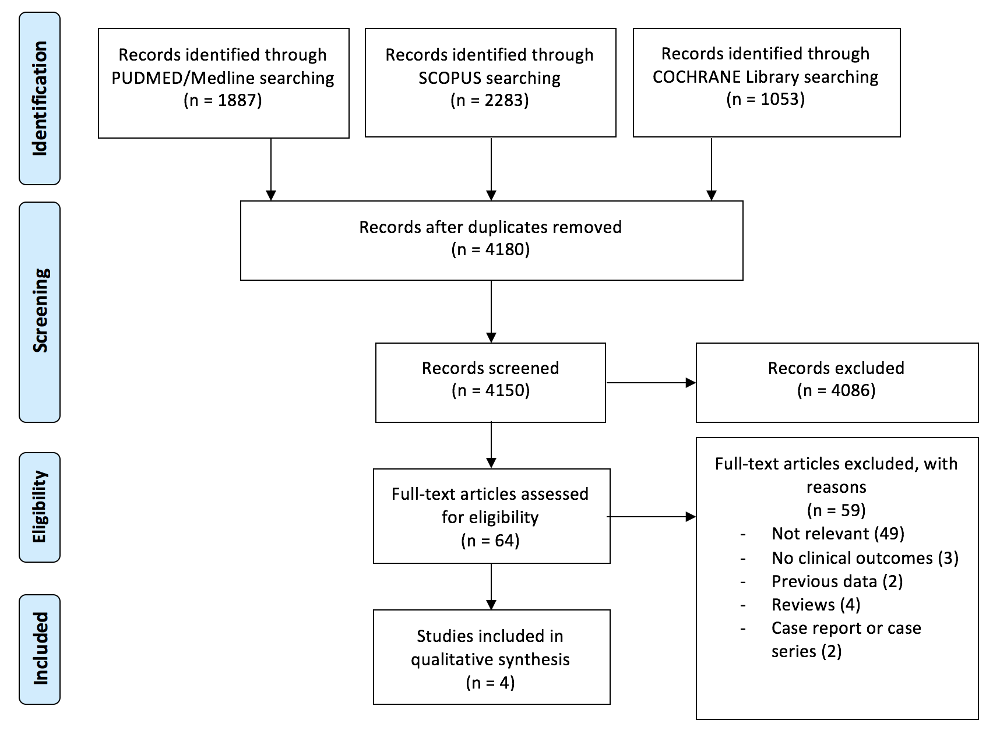 Identification
Records identified through
PUDMED/Medline searching
(n = 1887)
Records identified through
SCOPUS searching
(n = 2283)
Records identified through
COCHRANE Library searching
(n = 1053)
Screening
Records after duplicates removed
(n = 4180)
Records screened
(n = 4150)
Records excluded
(n = 4086)
Eligibility
Full-text articles assessed
for eligibility
(n = 64)
Full-text articles excluded, with
reasons
(n = 59)
- Not relevant (49)
- No clinical outcomes (3)
- Previous data (2)
- Reviews (4)
- Case report or case
series (2)
Included
Studies included in
qualitative synthesis
(n = 4)